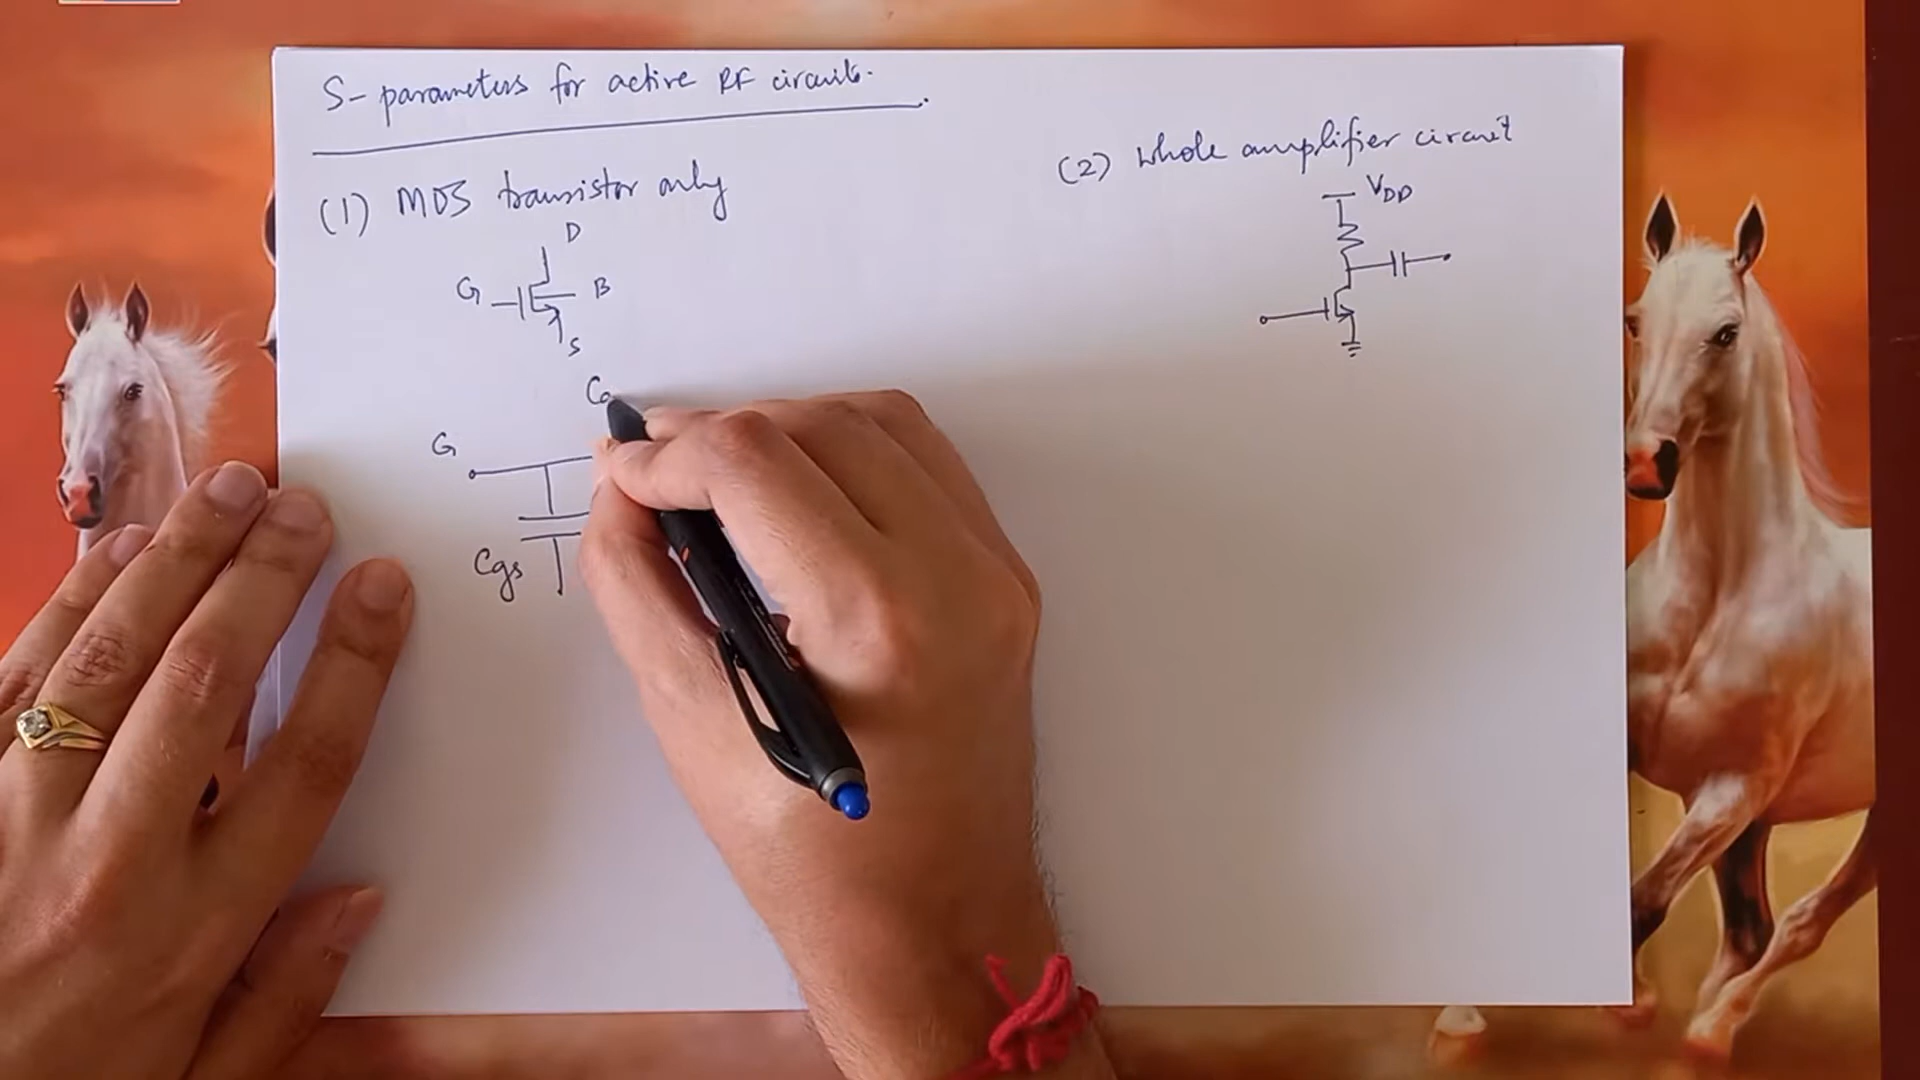 S-parameters for active RF circuits.
(1) MOS transistor only
D
G
B
S
G
Cgs
(2) Whole amplifier circuit
VDD